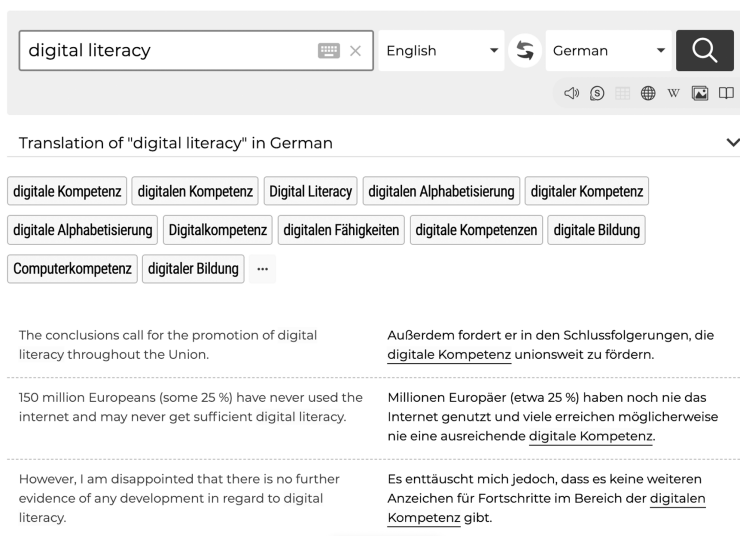 digital literacy
English
German
W
Translation of "digital literacy" in German
digitale Kompetenz digitalen Kompetenz Digital Literacy digitalen Alphabetisierung digitaler Kompetenz
digitale Alphabetisierung Digitalkompetenz digitalen Fähigkeiten digitale Kompetenzen digitale Bildung
Computerkompetenz digitaler Bildung ...
The conclusions call for the promotion of digital
literacy throughout the Union.
Außerdem fordert er in den Schlussfolgerungen, die
digitale Kompetenz unionsweit zu fördern.
150 million Europeans (some 25 %) have never used the
internet and may never get sufficient digital literacy.
Millionen Europäer (etwa 25 %) haben noch nie das
Internet genutzt und viele erreichen möglicherweise
nie eine ausreichende digitale Kompetenz.
However, I am disappointed that there is no further
evidence of any development in regard to digital
literacy.
Es enttäuscht mich jedoch, dass es keine weiteren
Anzeichen für Fortschritte im Bereich der digitalen
Kompetenz gibt.